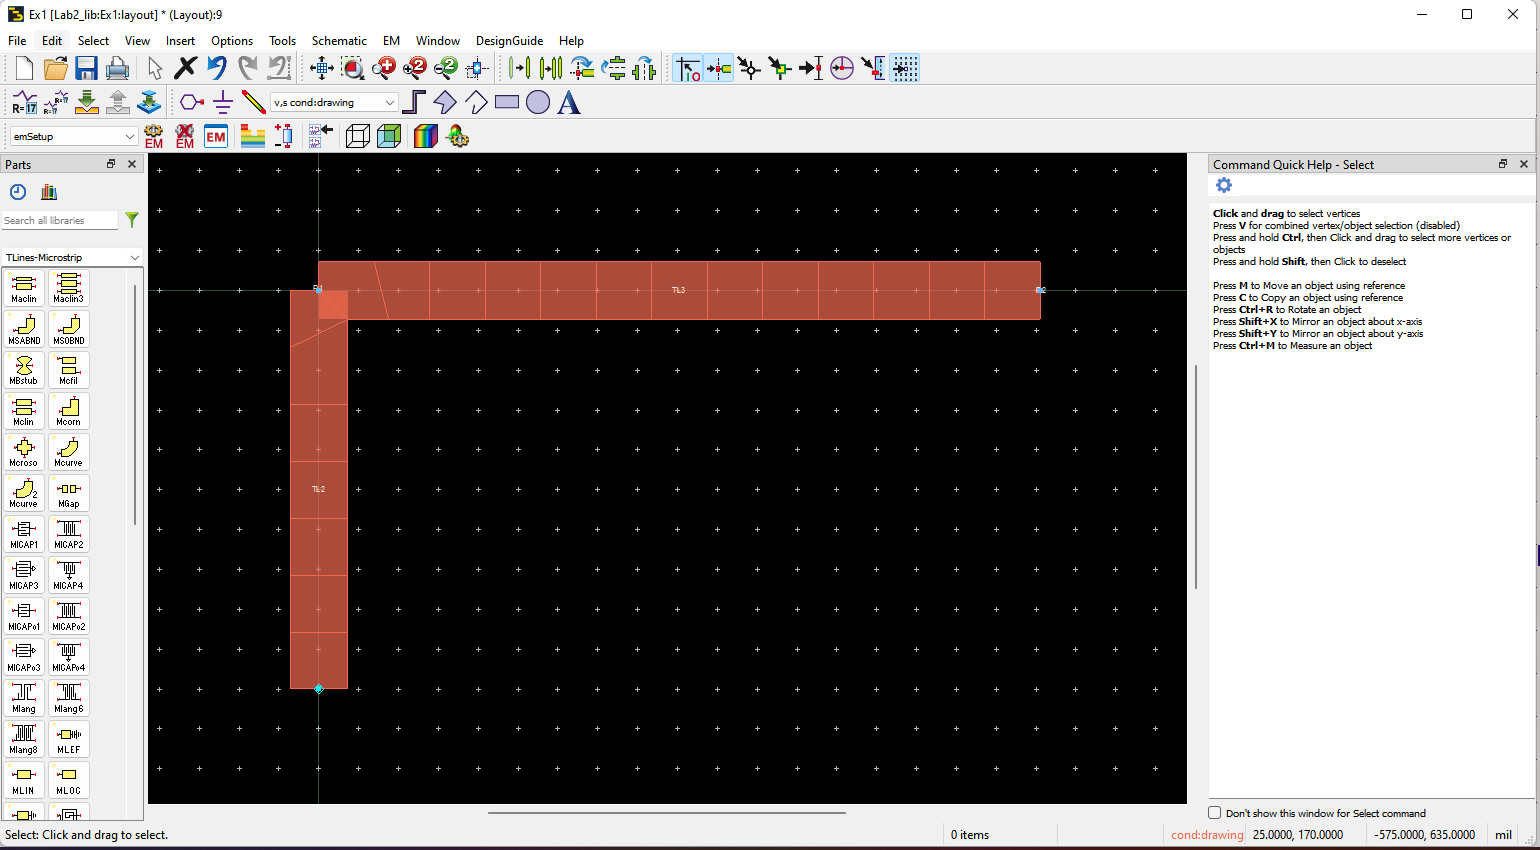 Ex1 [Lab2_lib:Ex1:layout] * (Layout):9
File Edit Select View Insert Options Tools Schematic EM Window DesignGuide Help
v,s cond:drawing
emSetup
EM EM EM
Parts
Search all libraries
TLines-Microstrip
Maclin Maclin3
MSABND MSOBND
MBstub Mcfil
Mclin Mcorn
Mcroso Mcurve
Mcurve MGap
MICAP1 MICAP2
MICAP3 MICAP4
MICAPo1 MICAPo2
MICAPo3 MICAPo4
Mlang Mlang6
Mlang8 MLEF
MLIN MLOC
TL3
TL2
Command Quick Help - Select
Click and drag to select vertices
Press V for combined vertex/object selection (disabled)
Press and hold Ctrl, then Click and drag to select more vertices or
objects
Press and hold Shift, then Click to deselect
Press M to Move an object using reference
Press C to Copy an object using reference
Press Ctrl+R to Rotate an object
Press Shift+X to Mirror an object about x-axis
Press Shift+Y to Mirror an object about y-axis
Press Ctrl+M to Measure an object
Don't show this window for Select command
Select: Click and drag to select.
0 items
cond:drawing
25.0000, 170.0000
-575.0000, 635.0000
mil